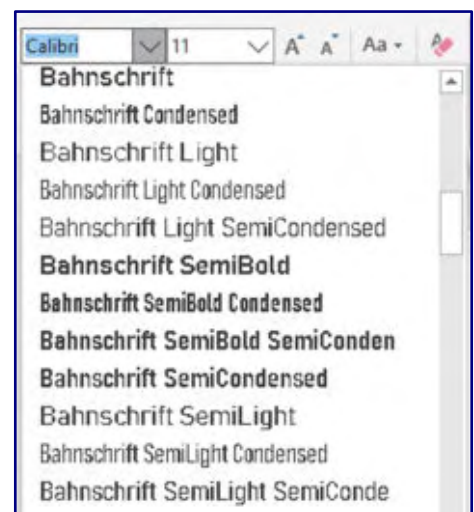 Calibri 11 A A Aa
Bahnschrift
Bahnschrift Condensed
Bahnschrift Light
Bahnschrift Light Condensed
Bahnschrift Light SemiCondensed
Bahnschrift SemiBold
Bahnschrift SemiBold Condensed
Bahnschrift SemiBold SemiConden
Bahnschrift SemiCondensed
Bahnschrift SemiLight
Bahnschrift SemiLight Condensed
Bahnschrift SemiLight SemiConde